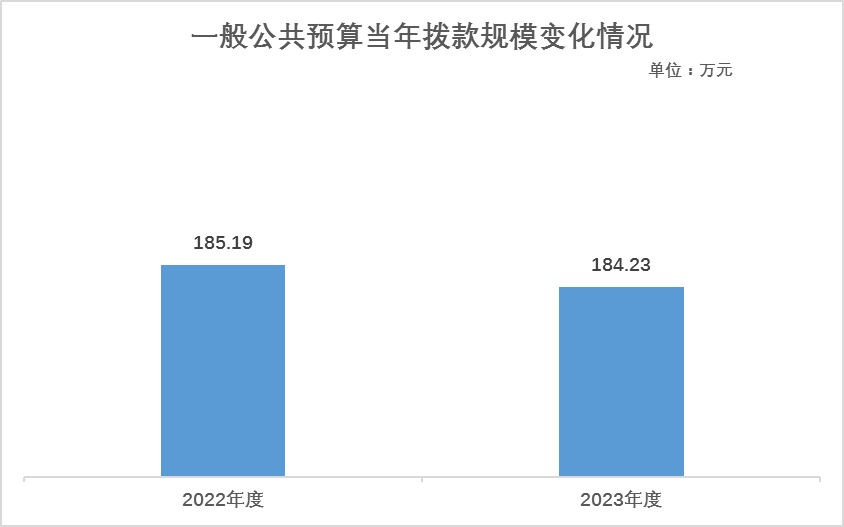 一般公共预算当年拨款规模变化情况
单位：万元
185.19
184.23
2022年度
2023年度